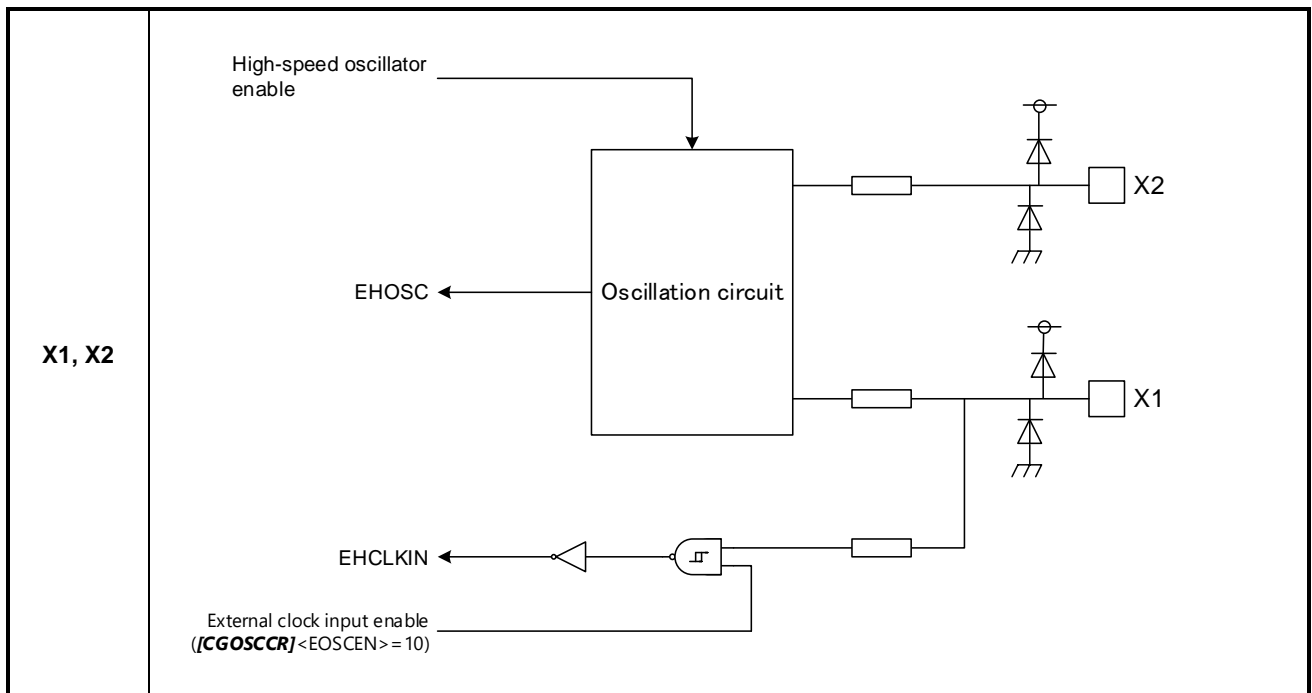 X1, X2
High-speed oscillator
enable
X2
EHOSC
Oscillation circuit
X1
EHCLKIN
External clock input enable
([CGOSCCR]<EOSCEN>=10)